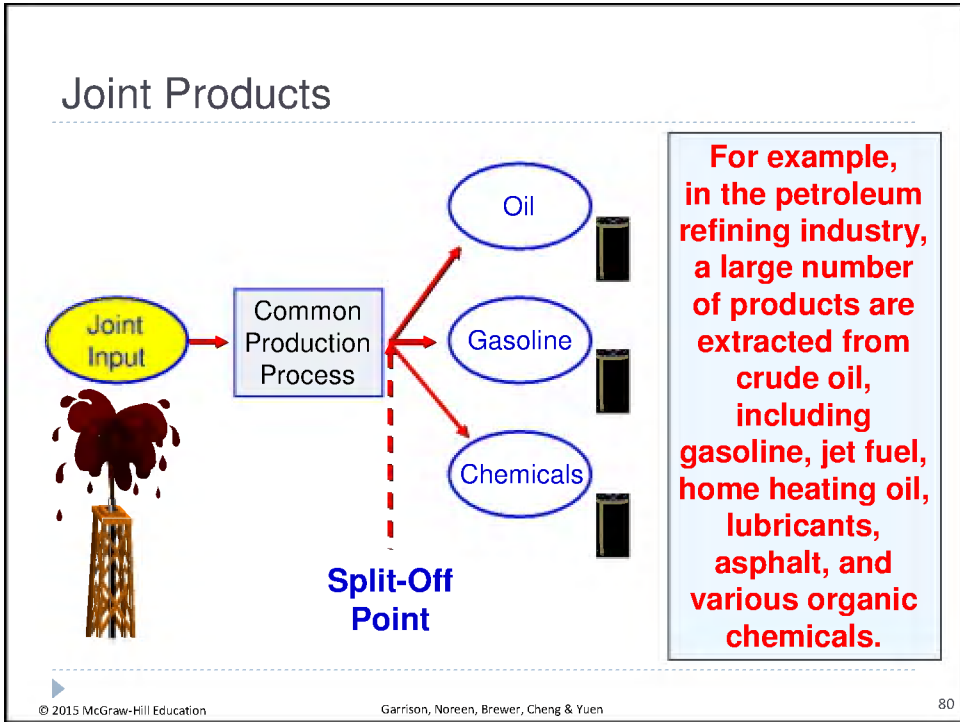 Joint Products
Joint
Input
Common
Production
Process
Oil
Gasoline
Chemicals
Split-Off
Point
For example,
in the petroleum
refining industry,
a large number
of products are
extracted from
crude oil,
including
gasoline, jet fuel,
home heating oil,
lubricants,
asphalt, and
various organic
chemicals.
© 2015 McGraw-Hill Education
Garrison, Noreen, Brewer, Cheng & Yuen
80